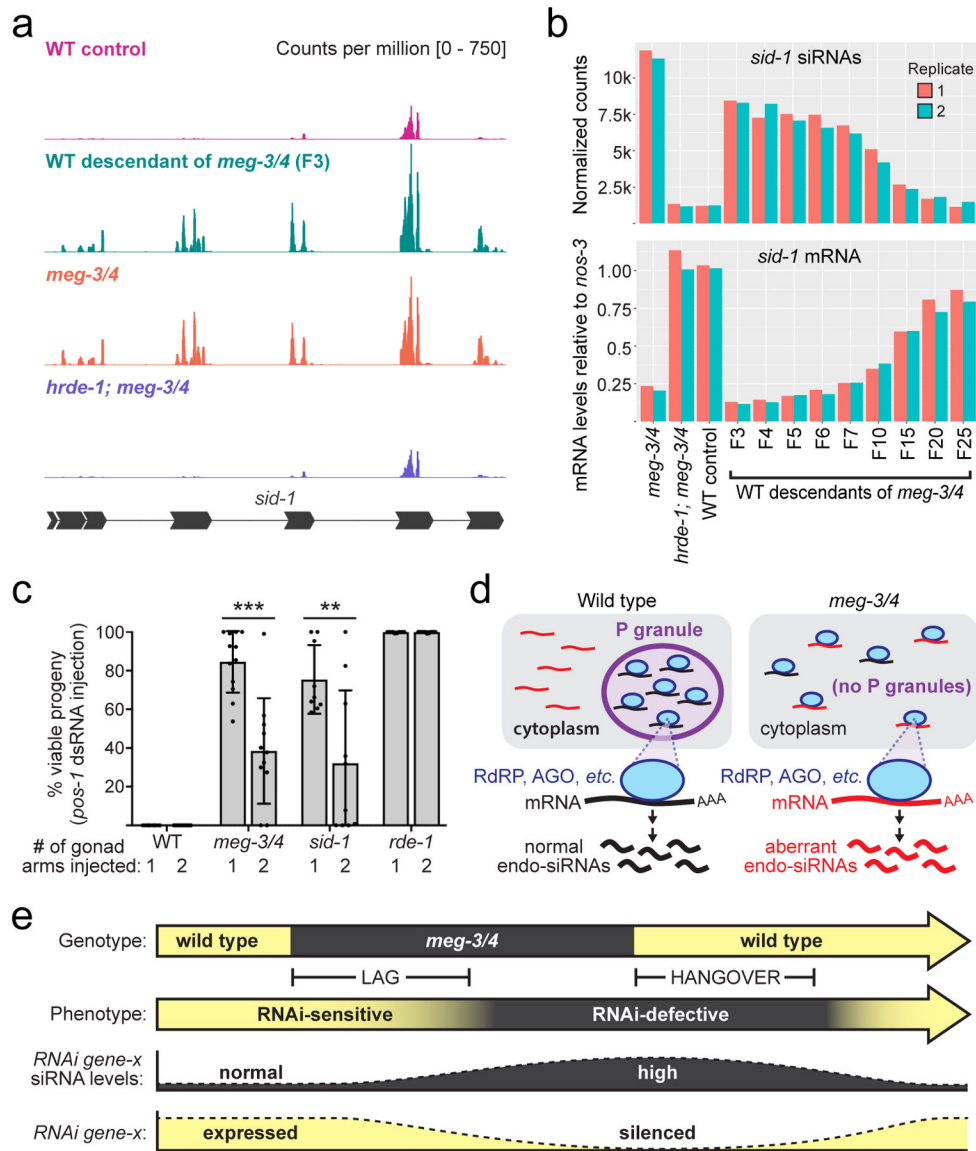 a
WT control
Counts per million [0 - 750]
WT descendant of meg-3/4 (F3)
meg-3/4
hrde-1; meg-3/4
sid-1
b
sid-1 siRNAs
Replicate
1
2
Normalized counts
10k
7.5k
5k
2.5k
sid-1 mRNA
mRNA levels relative to nos-3
1.00
0.75
0.50
0.25
meg-3/4
hrde-1; meg-3/4
WT control
F3
F4
F5
F6
F7
F10
F15
F20
F25
WT descendants of meg-3/4
c
% viable progeny
(pos-1 dsRNA injection)
100
80
60
40
20
*** **
WT meg-3/4 sid-1 rde-1
# of gonad
arms injected: 1 2 1 2 1 2 1 2
d
Wild type
P granule
cytoplasm
RdRP, AGO, etc.
mRNA AAA
normal
endo-siRNAs
meg-3/4
(no P granules)
cytoplasm
RdRP, AGO, etc.
mRNA AAA
aberrant
endo-siRNAs
e
Genotype: wild type meg-3/4 wild type
LAG HANGOVER
Phenotype: RNAi-sensitive RNAi-defective
RNAi gene-x
siRNA levels: normal high
RNAi gene-x: expressed silenced